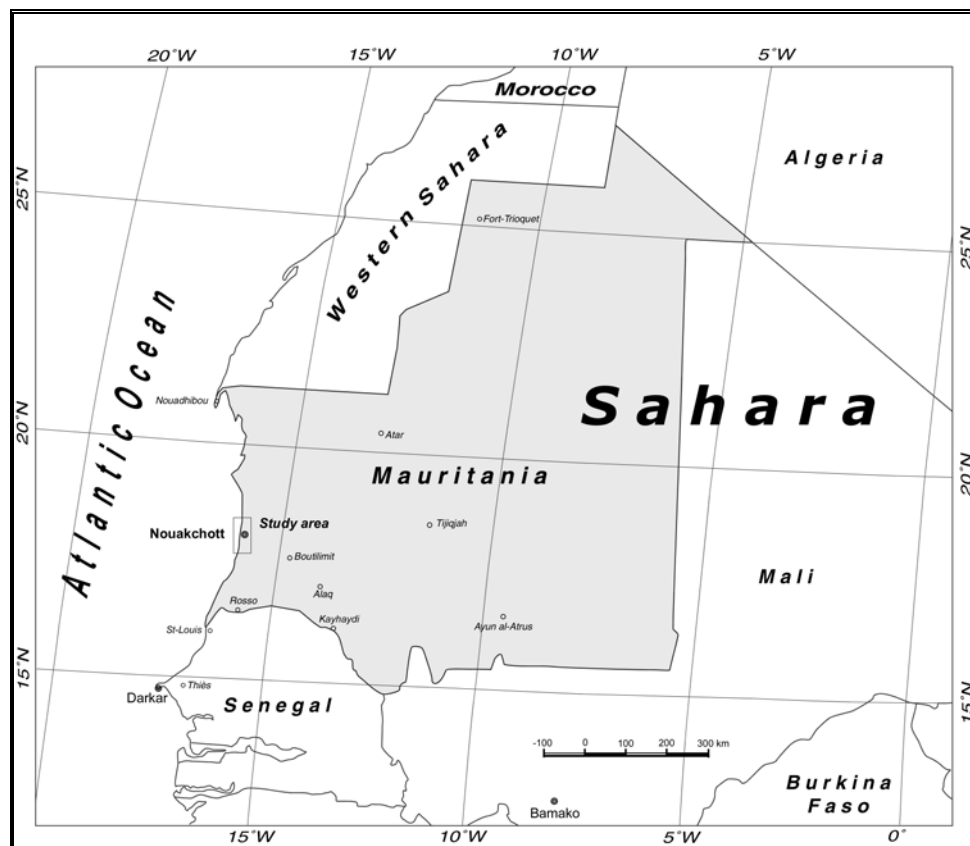 20°W
15°W
10°W
5°W
Morocco
Algeria
Western Sahara
25°N
25°N
Fort-Trioquet
Atlantic Ocean
Sahara
Nouadhibou
20°N
20°N
Atar
Mauritania
Tijiqjah
Nouakchott
Study area
Boutilimit
Mali
Alaq
Rosso
Kayhaydi
Ayun al-Atrus
St-Louis
15°N
15°N
Thiès
Darkar
Senegal
-100 0 100 200 300 km
Burkina
Faso
Bamako
15°W
10°W
5°W
0°